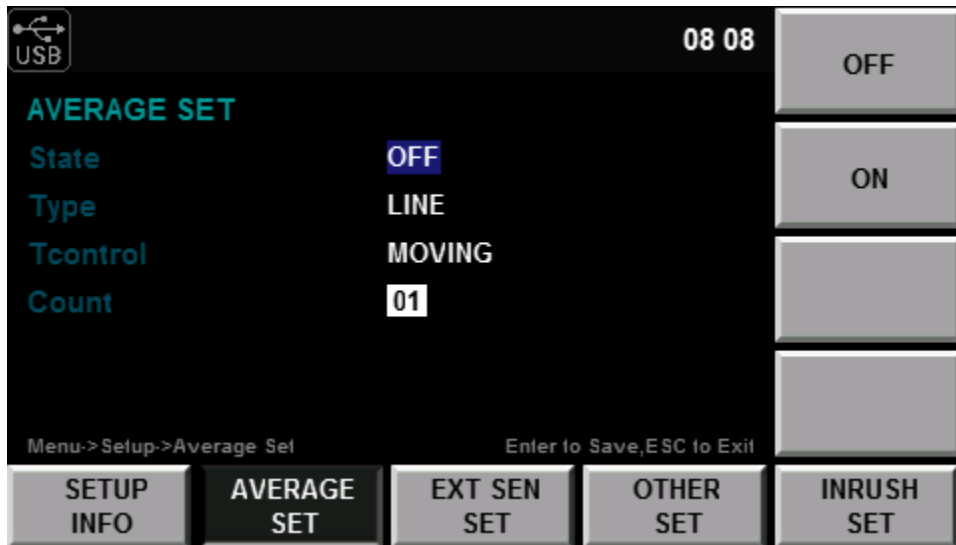 USB
08 08
AVERAGE SET
State OFF
Type LINE
Tcontrol MOVING
Count 01
Menu->Setup->Average Set Enter to Save,ESC to Exit
OFF
ON
SETUP INFO
AVERAGE SET
EXT SEN SET
OTHER SET
INRUSH SET